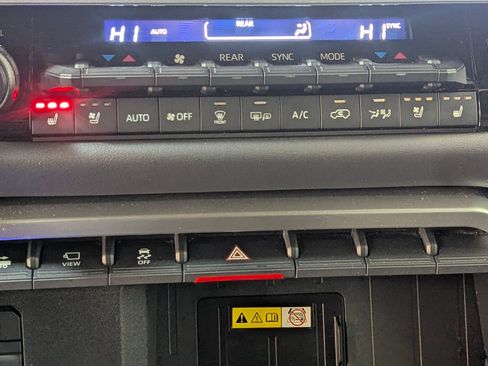 HI AUTO REAR HI SYNC
REAR SYNC MODE
AUTO OFF FRONT A/C
VIEW OFF